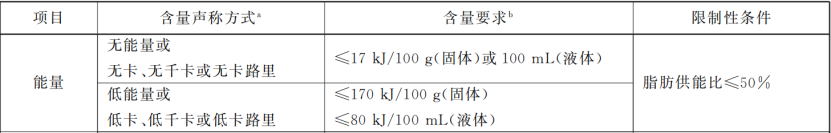 项目 含量声称方式ᵃ 含量要求ᵇ 限制性条件
能量
无能量或
无卡、无千卡或无卡路里
≤17 kJ/100 g(固体)或 100 mL(液体)
低能量或
低卡、低千卡或低卡路里
≤170 kJ/100 g(固体)
≤80 kJ/100 mL(液体)
脂肪供能比≤50%